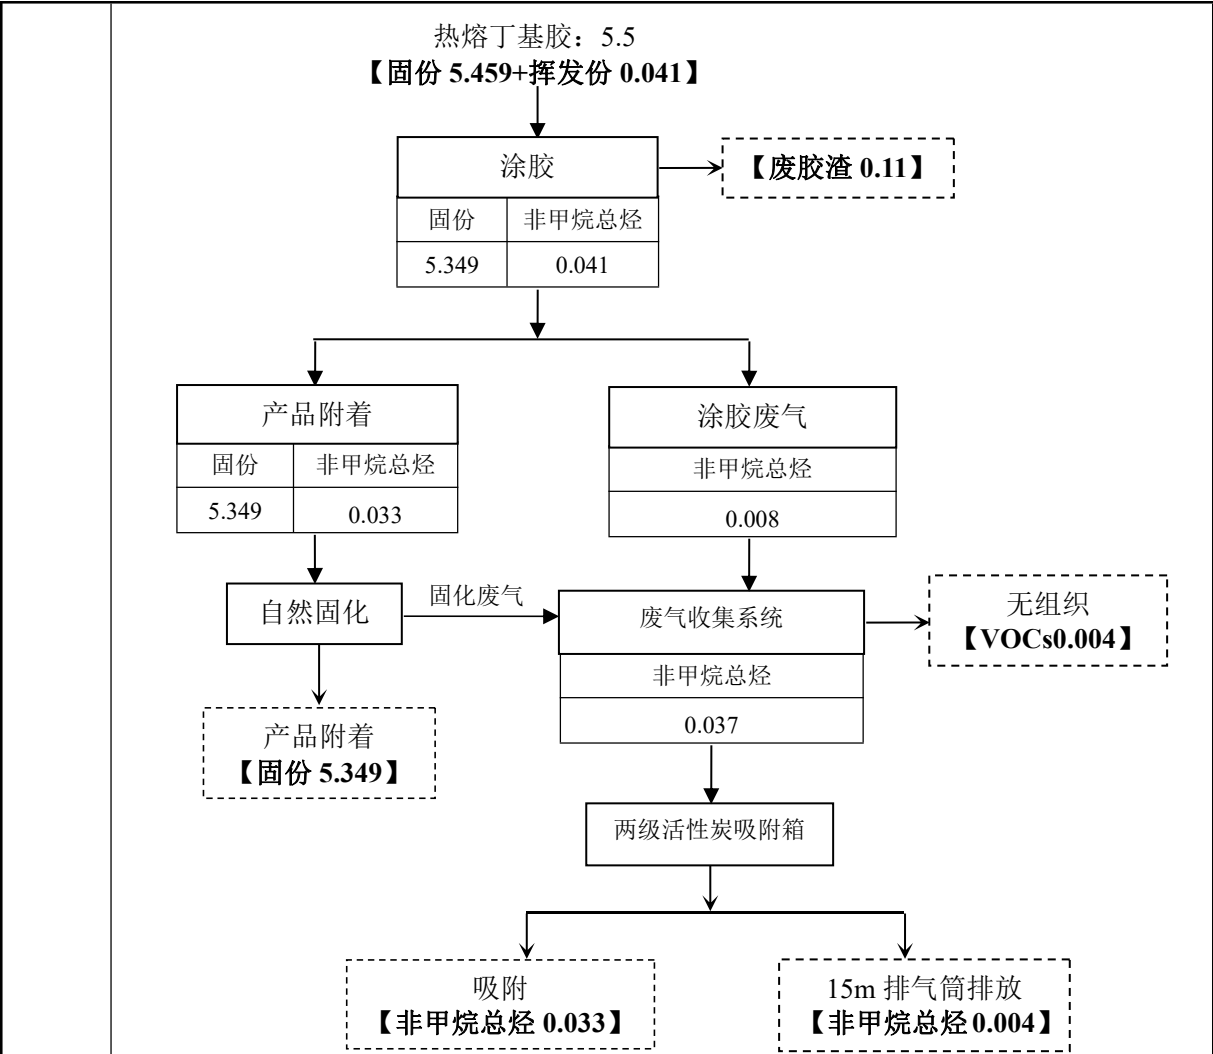 热熔丁基胶：5.5
【固份 5.459+挥发份 0.041】
涂胶
【废胶渣 0.11】
固份 非甲烷总烃
5.349 0.041
产品附着
固份 非甲烷总烃
5.349 0.033
涂胶废气
非甲烷总烃
0.008
自然固化
固化废气
废气收集系统
非甲烷总烃
0.037
无组织
【VOCs0.004】
产品附着
【固份 5.349】
两级活性炭吸附箱
吸附
【非甲烷总烃 0.033】
15m 排气筒排放
【非甲烷总烃 0.004】